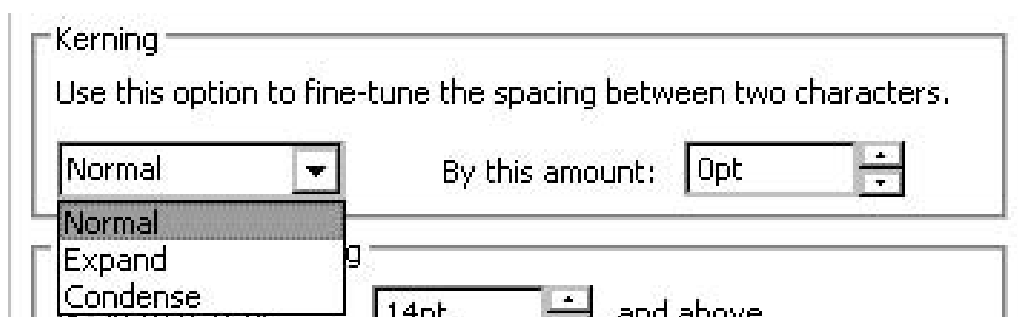 Kerning
Use this option to fine-tune the spacing between two characters.
Normal By this amount: 0pt
Normal
Expand
Condense
14pt and above